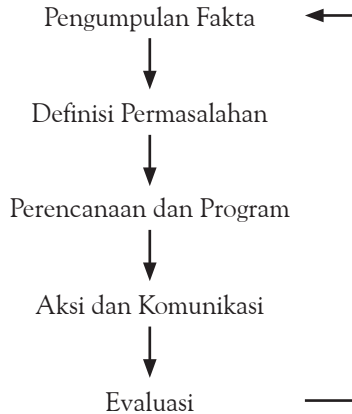 Pengumpulan Fakta
Definisi Permasalahan
Perencanaan dan Program
Aksi dan Komunikasi
Evaluasi